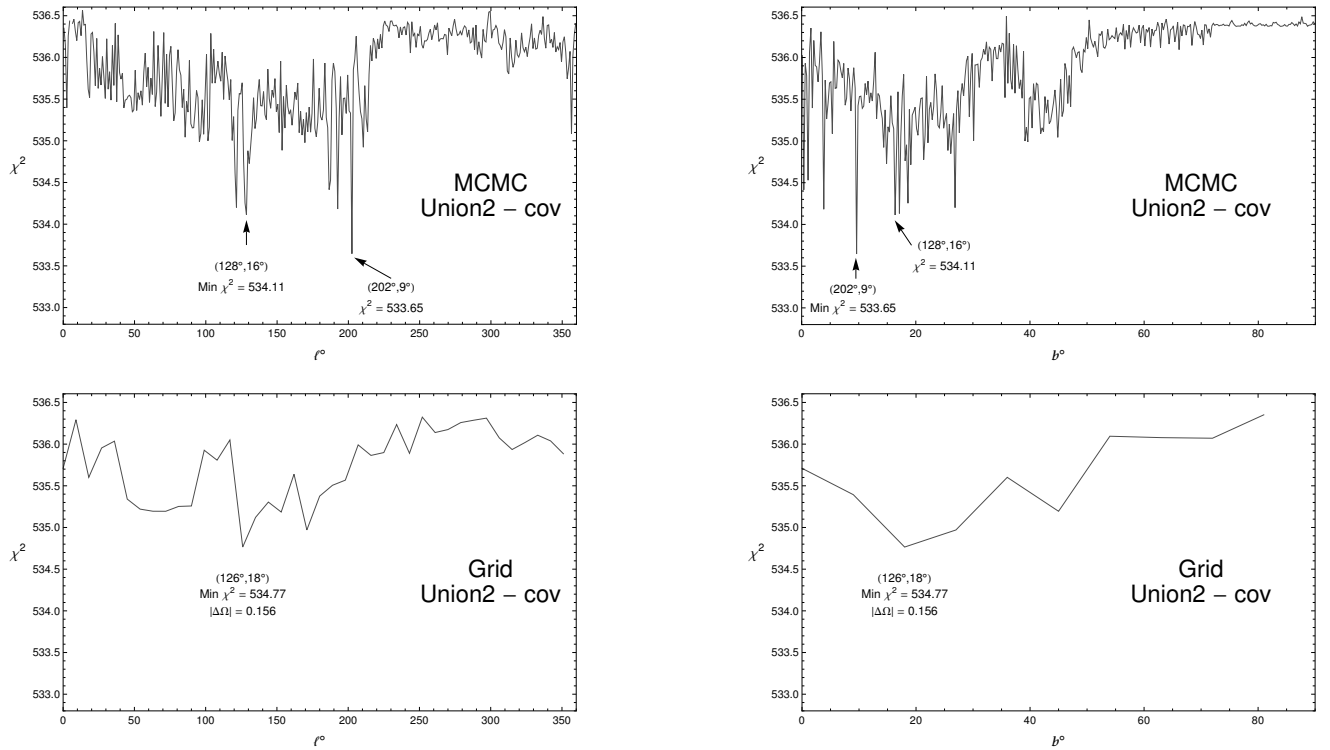 536.5
536.0
535.5
535.0
534.5
534.0
533.5
533.0
χ²
0 50 100 150 200 250 300 350
ℓ°
MCMC
Union2 − cov
(128°,16°)
Min χ² = 534.11
(202°,9°)
χ² = 533.65
536.5
536.0
535.5
535.0
534.5
534.0
533.5
533.0
χ²
0 20 40 60 80
b°
MCMC
Union2 − cov
(128°,16°)
χ² = 534.11
(202°,9°)
Min χ² = 533.65
536.5
536.0
535.5
535.0
534.5
534.0
533.5
533.0
χ²
0 50 100 150 200 250 300 350
ℓ°
Grid
Union2 − cov
(126°,18°)
Min χ² = 534.77
|ΔΩ| = 0.156
536.5
536.0
535.5
535.0
534.5
534.0
533.5
533.0
χ²
0 20 40 60 80
b°
Grid
Union2 − cov
(126°,18°)
Min χ² = 534.77
|ΔΩ| = 0.156